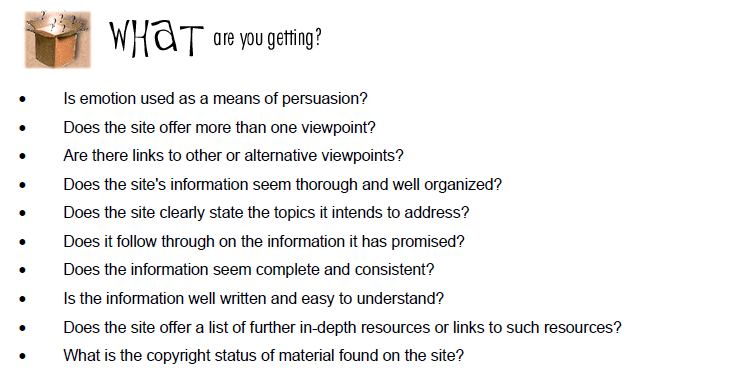 WHAT are you getting?
• Is emotion used as a means of persuasion?
• Does the site offer more than one viewpoint?
• Are there links to other or alternative viewpoints?
• Does the site's information seem thorough and well organized?
• Does the site clearly state the topics it intends to address?
• Does it follow through on the information it has promised?
• Does the information seem complete and consistent?
• Is the information well written and easy to understand?
• Does the site offer a list of further in-depth resources or links to such resources?
• What is the copyright status of material found on the site?